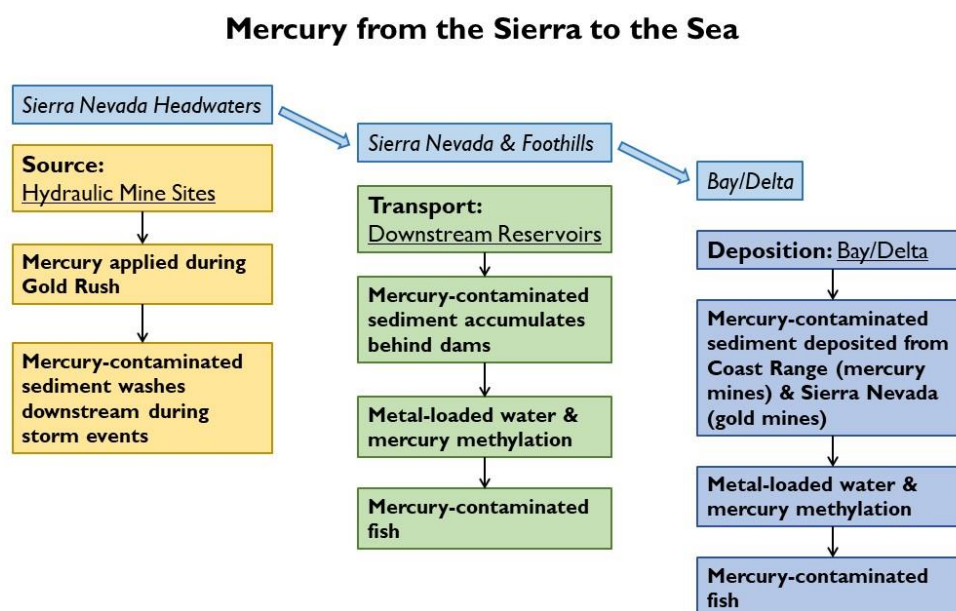 Mercury from the Sierra to the Sea
Sierra Nevada Headwaters
Source:
Hydraulic Mine Sites
Mercury applied during
Gold Rush
Mercury-contaminated
sediment washes
downstream during
storm events
Sierra Nevada & Foothills
Transport:
Downstream Reservoirs
Mercury-contaminated
sediment accumulates
behind dams
Metal-loaded water &
mercury methylation
Mercury-contaminated
fish
Bay/Delta
Deposition: Bay/Delta
Mercury-contaminated
sediment deposited from
Coast Range (mercury
mines) & Sierra Nevada
(gold mines)
Metal-loaded water &
mercury methylation
Mercury-contaminated
fish